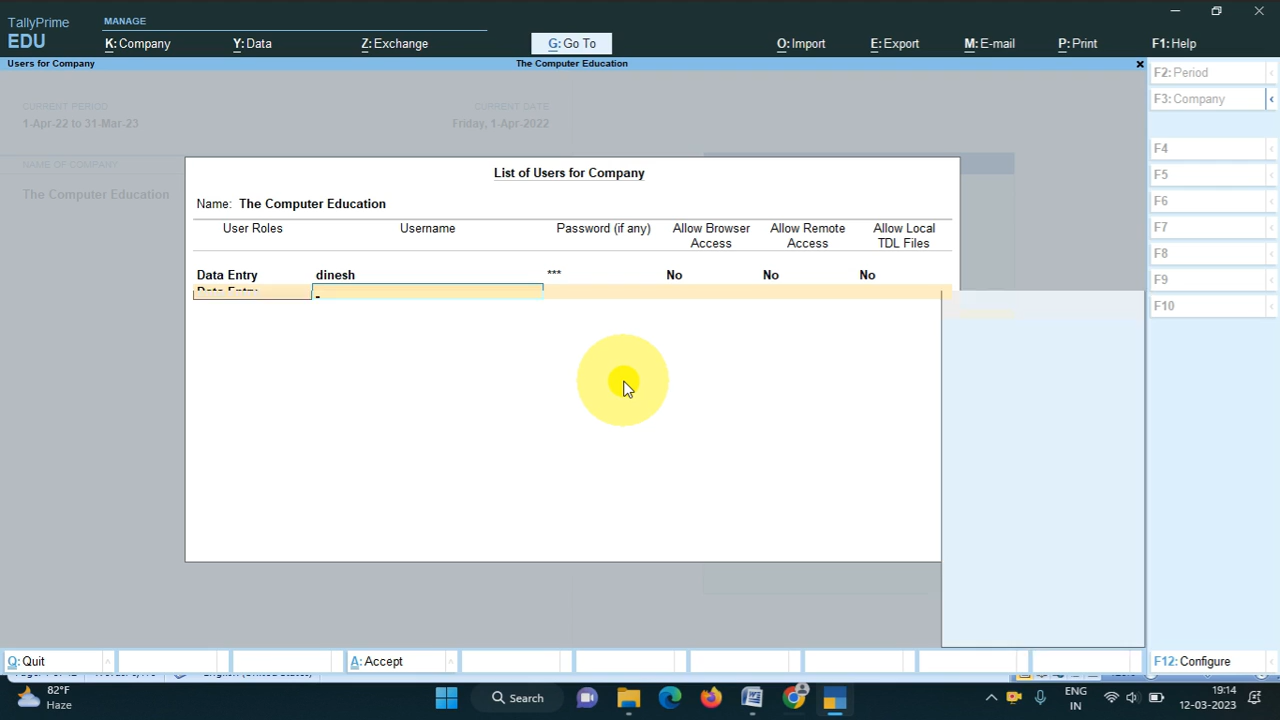 TallyPrime
EDU
MANAGE
K: Company
Y: Data
Z: Exchange
G: Go To
O: Import
E: Export
M: E-mail
P: Print
F1: Help
Users for Company
The Computer Education
CURRENT PERIOD
1-Apr-22 to 31-Mar-23
CURRENT DATE
Friday, 1-Apr-2022
NAME OF COMPANY
The Computer Education
List of Users for Company
Name: The Computer Education
User Roles
Username
Password (if any)
Allow Browser Access
Allow Remote Access
Allow Local TDL Files
Data Entry
dinesh
***
No
No
No
Data Entry
F2: Period
F3: Company
F4
F5
F6
F7
F8
F9
F10
Q: Quit
A: Accept
F12: Configure
82°F
Haze
Search
ENG
IN
19:14
12-03-2023